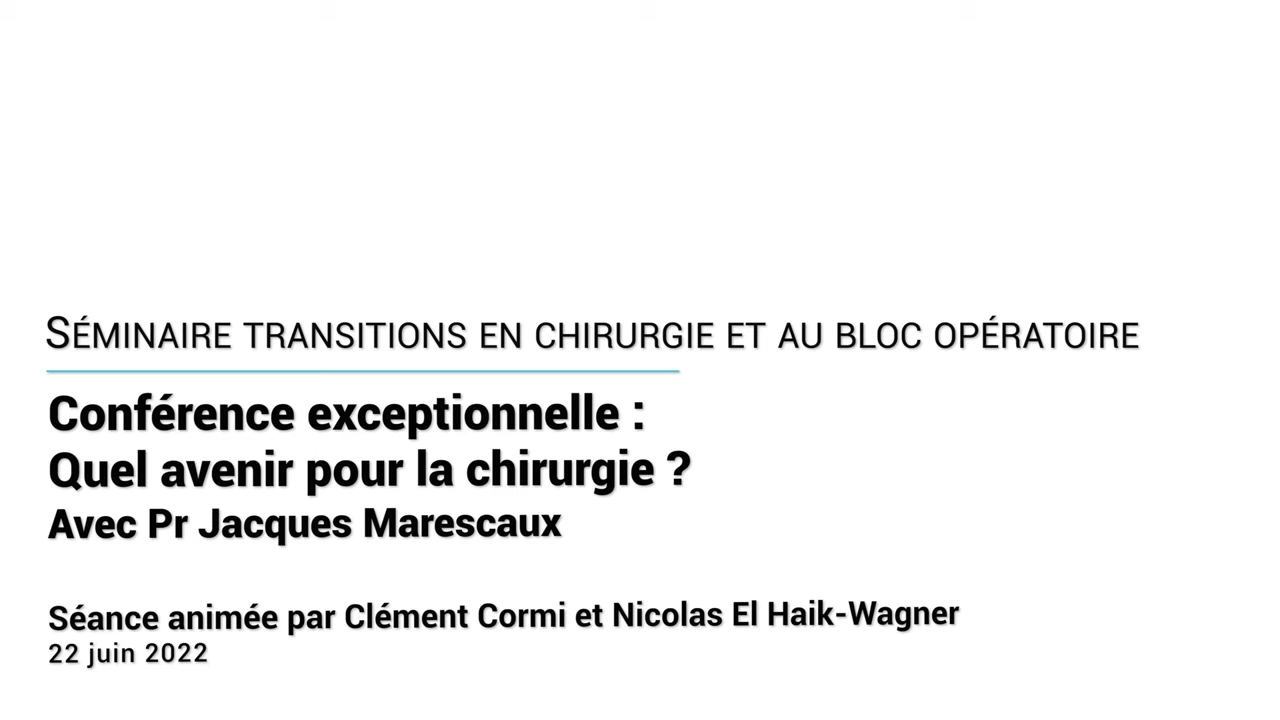 SÉMINAIRE TRANSITIONS EN CHIRURGIE ET AU BLOC OPÉRATOIRE
Conférence exceptionnelle :
Quel avenir pour la chirurgie ?
Avec Pr Jacques Marescaux
Séance animée par Clément Cormi et Nicolas El Haik-Wagner
22 juin 2022